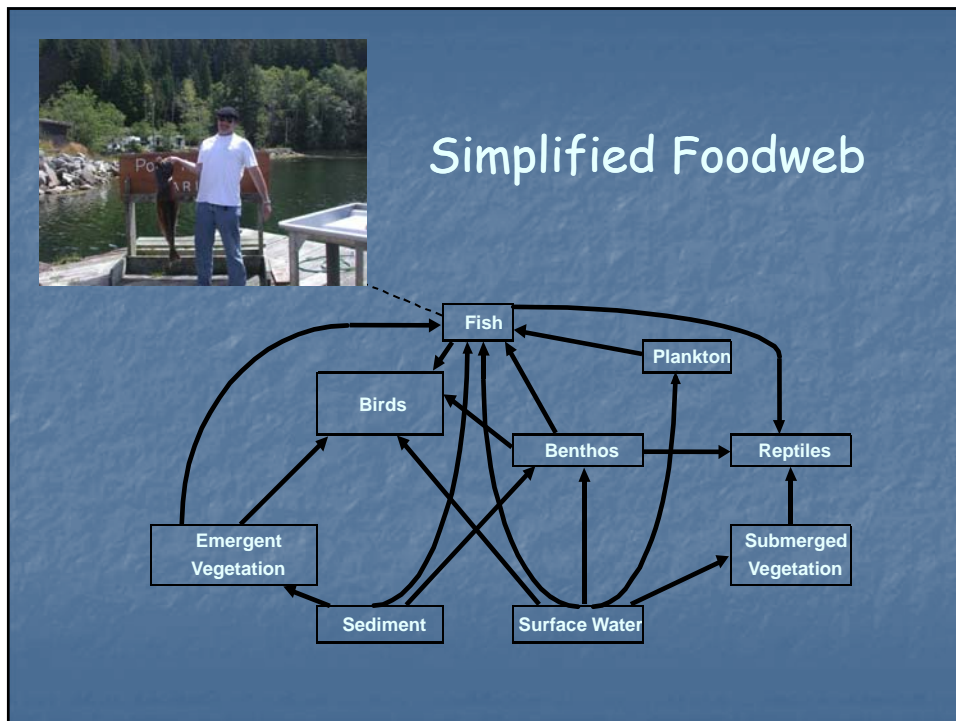 Simplified Foodweb
Fish
Plankton
Birds
Benthos
Reptiles
Emergent
Vegetation
Submerged
Vegetation
Sediment
Surface Water